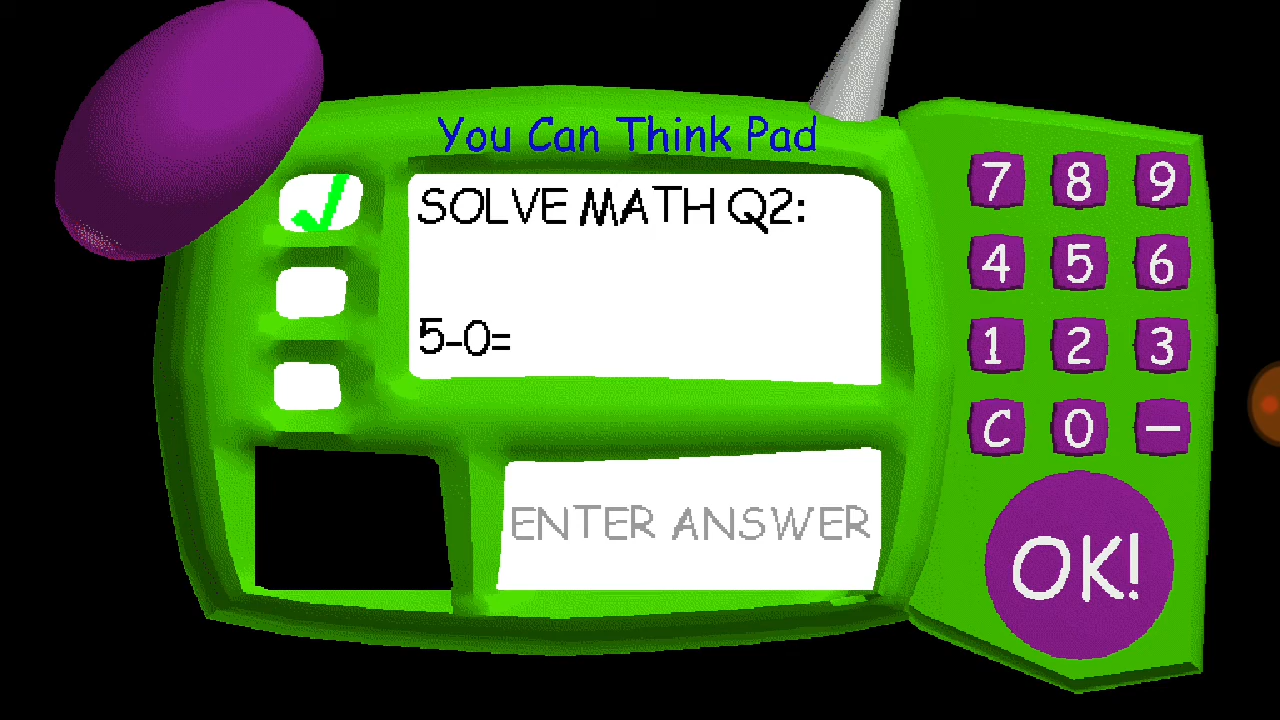 You Can Think Pad
SOLVE MATH Q2:
5-0=
ENTER ANSWER
7 8 9
4 5 6
1 2 3
C 0 −
OK!